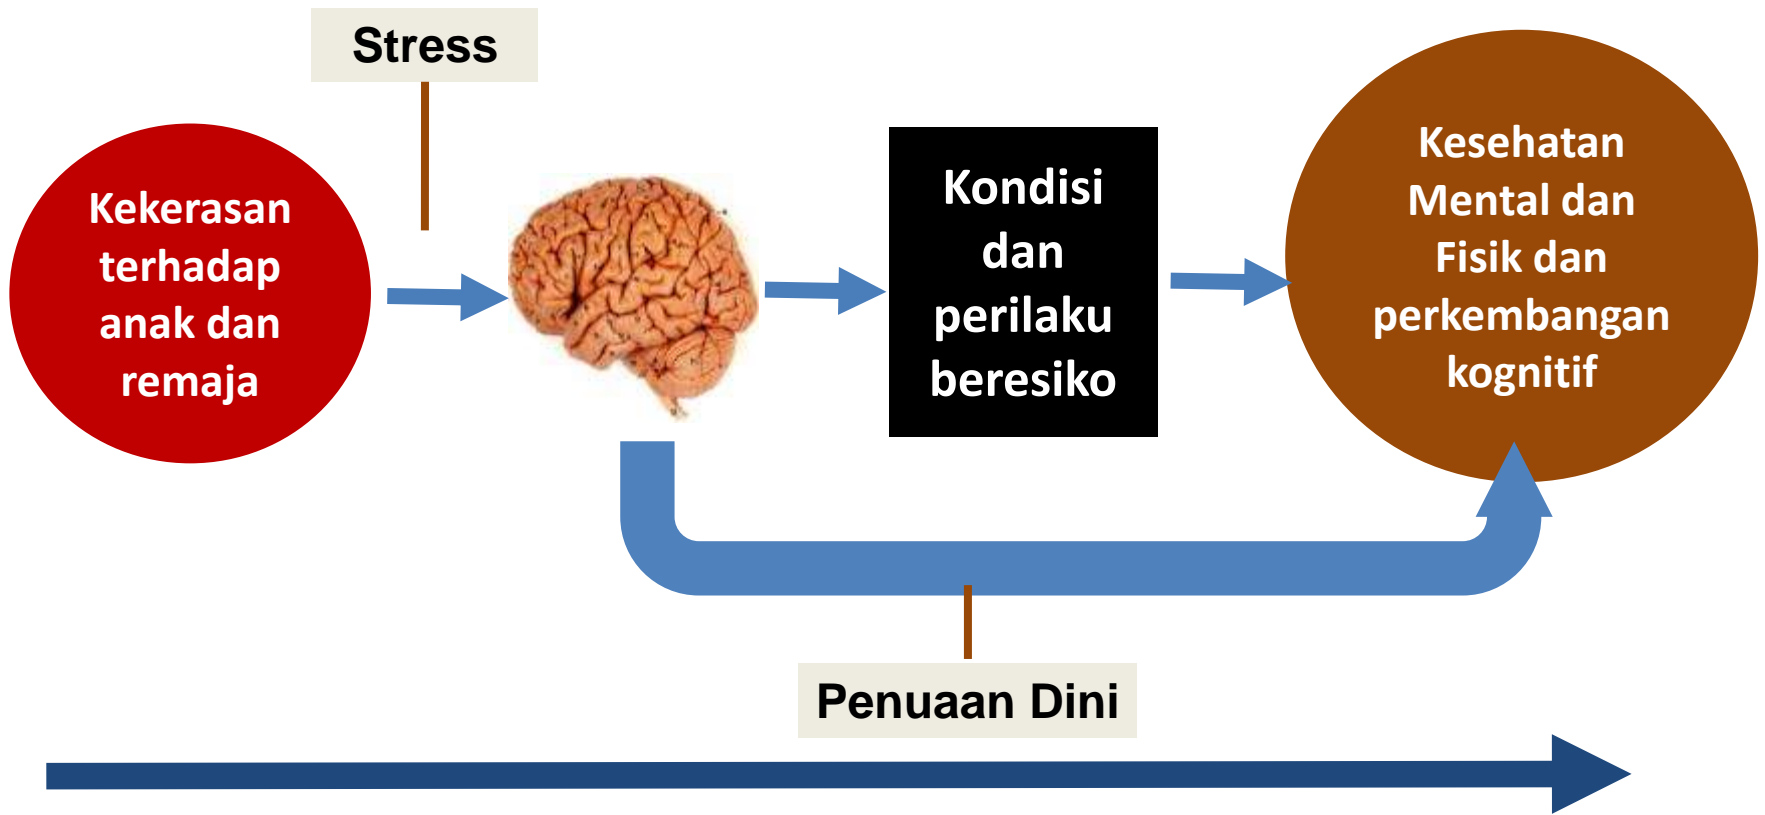 Stress
Kekerasan
terhadap
anak dan
remaja
Kondisi
dan
perilaku
beresiko
Kesehatan
Mental dan
Fisik dan
perkembangan
kognitif
Penuaan Dini